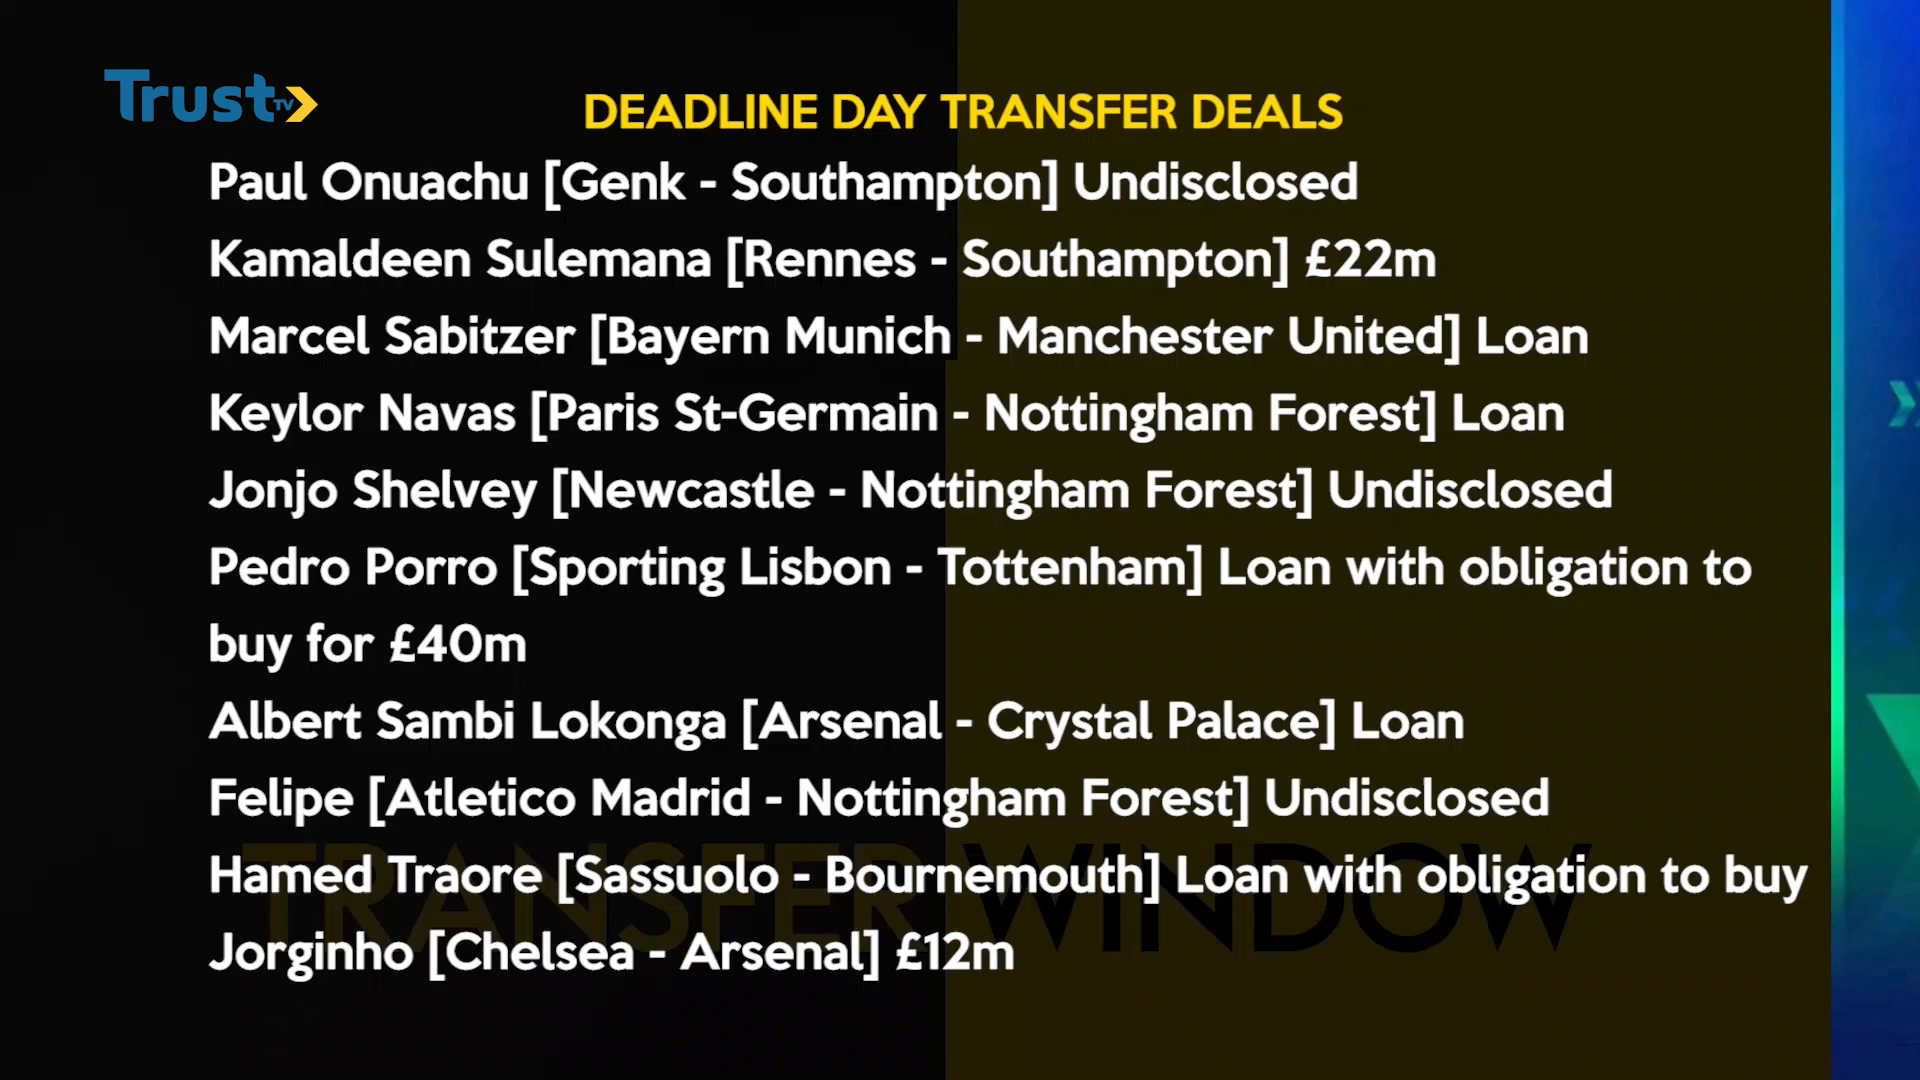 Trust TV
DEADLINE DAY TRANSFER DEALS
Paul Onuachu [Genk - Southampton] Undisclosed
Kamaldeen Sulemana [Rennes - Southampton] £22m
Marcel Sabitzer [Bayern Munich - Manchester United] Loan
Keylor Navas [Paris St-Germain - Nottingham Forest] Loan
Jonjo Shelvey [Newcastle - Nottingham Forest] Undisclosed
Pedro Porro [Sporting Lisbon - Tottenham] Loan with obligation to
buy for £40m
Albert Sambi Lokonga [Arsenal - Crystal Palace] Loan
Felipe [Atletico Madrid - Nottingham Forest] Undisclosed
Hamed Traore [Sassuolo - Bournemouth] Loan with obligation to buy
Jorginho [Chelsea - Arsenal] £12m
TRANSFER WINDOW